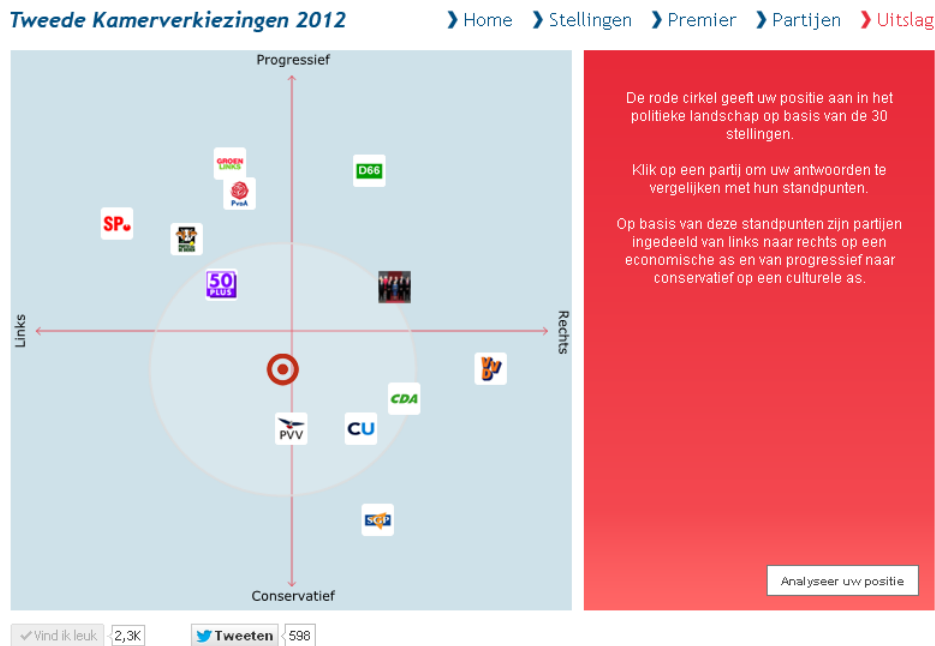 Tweede Kamerverkiezingen 2012
❯ Home ❯ Stellingen ❯ Premier ❯ Partijen ❯ Uitslag
Progressief
De rode cirkel geeft uw positie aan in het
politieke landschap op basis van de 30
stellingen.
Klik op een partij om uw antwoorden te
vergelijken met hun standpunten.
Op basis van deze standpunten zijn partijen
ingedeeld van links naar rechts op een
economische as en van progressief naar
conservatief op een culturele as.
GROEN
LINKS
D66
PvdA
SP.
50
PLUS
Links
Rechts
VVD
CDA
PVV
CU
SGP
Conservatief
Analyseer uw positie
Vind ik leuk 2,3K
Tweeten 598